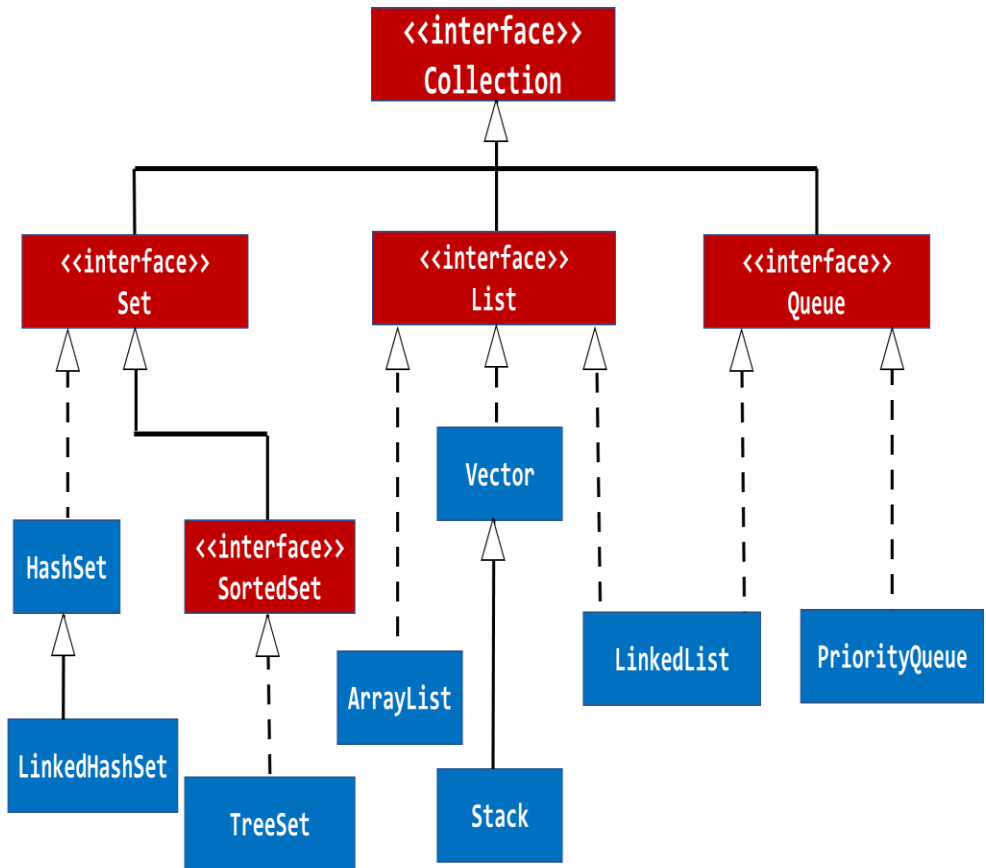 <<interface>>
Collection
<<interface>>
Set
<<interface>>
List
<<interface>>
Queue
Vector
HashSet
<<interface>>
SortedSet
LinkedList
PriorityQueue
ArrayList
LinkedHashSet
TreeSet
Stack